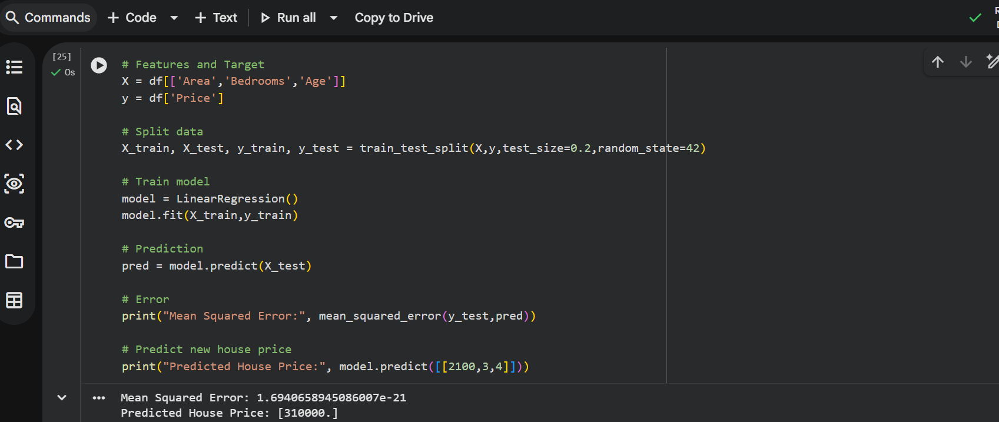 Commands + Code + Text Run all Copy to Drive
[25]
0s
# Features and Target
X = df[['Area','Bedrooms','Age']]
y = df['Price']
# Split data
X_train, X_test, y_train, y_test = train_test_split(X,y,test_size=0.2,random_state=42)
# Train model
model = LinearRegression()
model.fit(X_train,y_train)
# Prediction
pred = model.predict(X_test)
# Error
print("Mean Squared Error:", mean_squared_error(y_test,pred))
# Predict new house price
print("Predicted House Price:", model.predict([[2100,3,4]]))
Mean Squared Error: 1.6940658945086007e-21
Predicted House Price: [310000.]